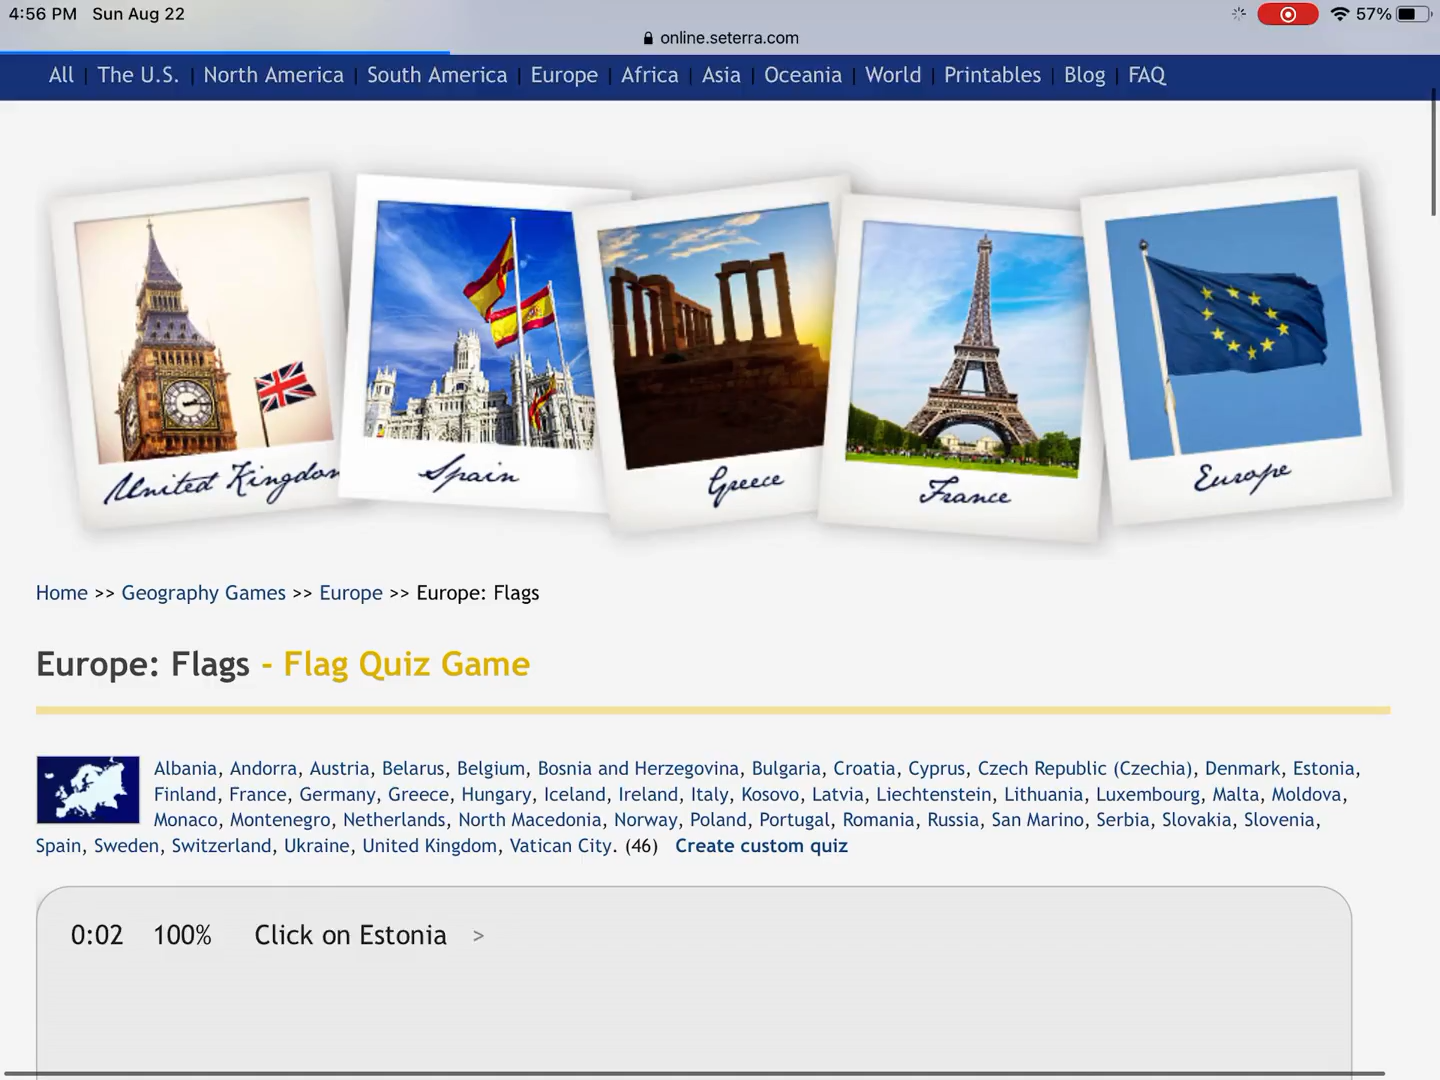 4:56 PM Sun Aug 22 57%
online.seterra.com
All | The U.S. | North America | South America | Europe | Africa | Asia | Oceania | World | Printables | Blog | FAQ
United Kingdom Spain Greece France Europe
Home >> Geography Games >> Europe >> Europe: Flags
Europe: Flags - Flag Quiz Game
Albania, Andorra, Austria, Belarus, Belgium, Bosnia and Herzegovina, Bulgaria, Croatia, Cyprus, Czech Republic (Czechia), Denmark, Estonia,
Finland, France, Germany, Greece, Hungary, Iceland, Ireland, Italy, Kosovo, Latvia, Liechtenstein, Lithuania, Luxembourg, Malta, Moldova,
Monaco, Montenegro, Netherlands, North Macedonia, Norway, Poland, Portugal, Romania, Russia, San Marino, Serbia, Slovakia, Slovenia,
Spain, Sweden, Switzerland, Ukraine, United Kingdom, Vatican City. (46) Create custom quiz
0:02 100% Click on Estonia >